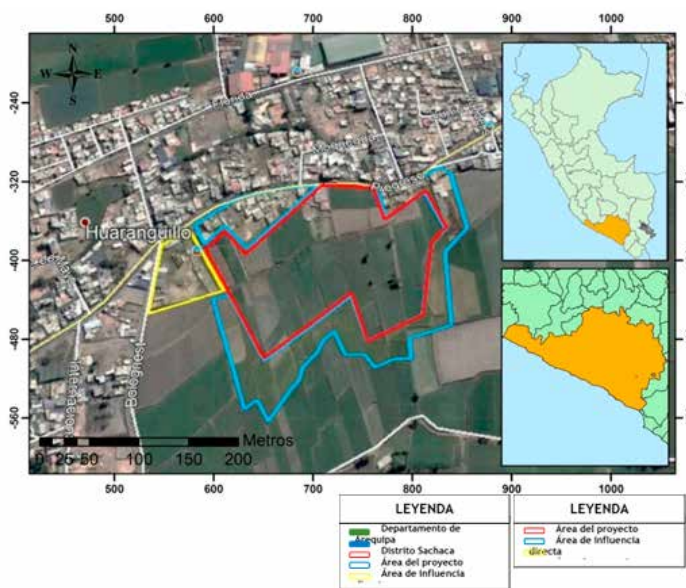 500 600 700 800 900 1000
-240
-320
-400
-480
-560
N
W E
S
Progreso
Huaranguillo
Metros
0 25 50 100 150 200
500 600 700 800 900 1000
LEYENDA
Departamento de
Arequipa
Distrito Sachaca
Área del proyecto
Área de influencia
LEYENDA
Área del proyecto
Área de influencia
directa